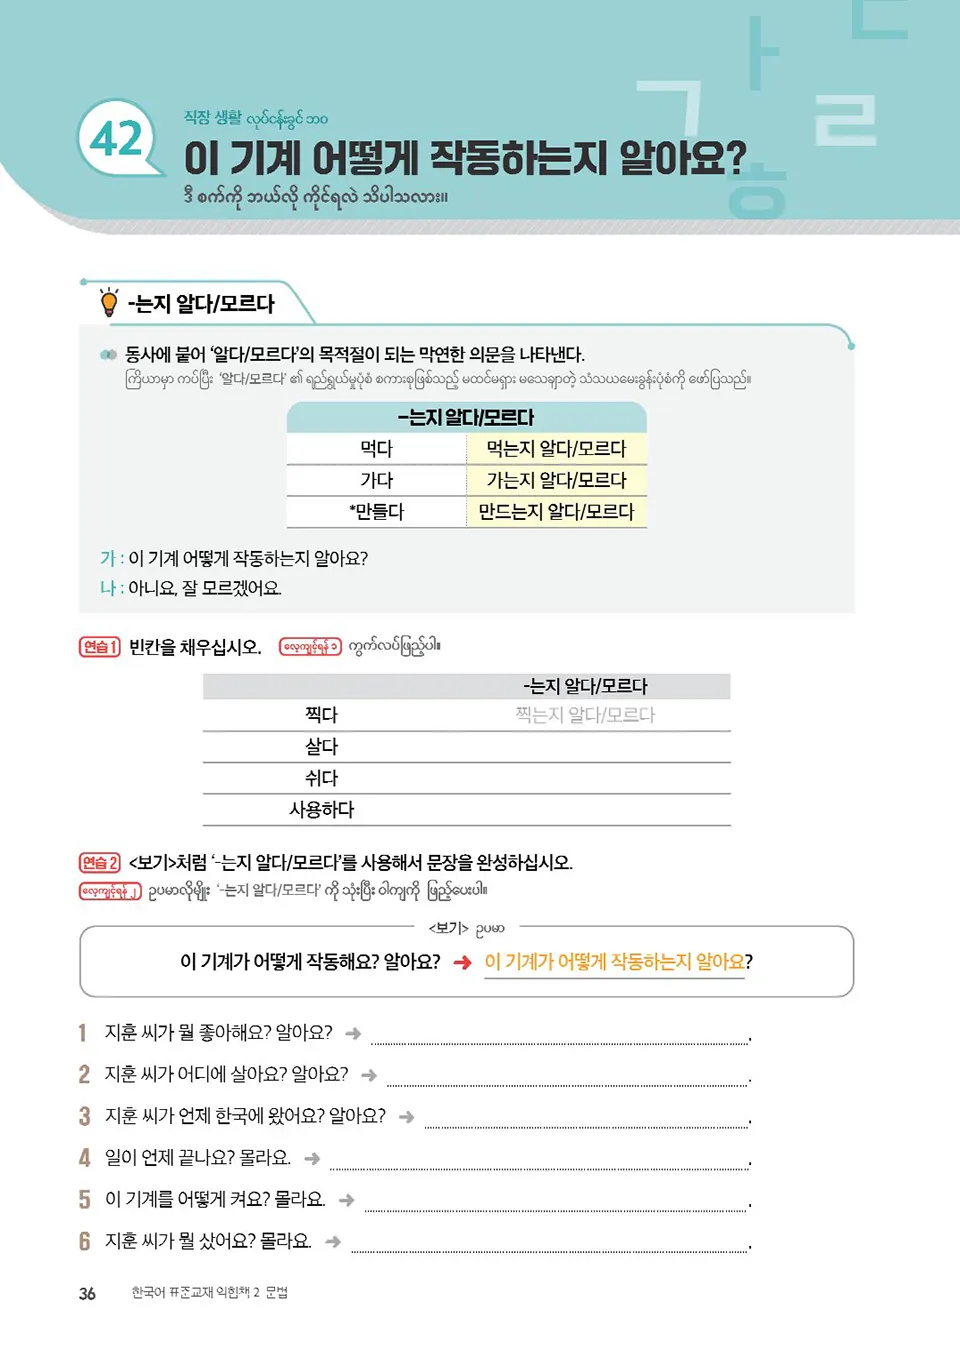 42
직장 생활 လုပ်ငန်းခွင် ဘဝ
이 기계 어떻게 작동하는지 알아요?
ဒီ စက်ကို ဘယ်လို ကိုင်ရလဲ သိပါသလား။
-는지 알다/모르다
동사에 붙어 ‘알다/모르다’의 목적절이 되는 막연한 의문을 나타낸다.
ကြိယာမှာ ကပ်ပြီး ‘알다/모르다’ ၏ ရည်ရွယ်မှုပုံစံ စကားစုဖြစ်သည့် မထင်မရှား မသေချာတဲ့ သံသယမေးခွန်းပုံစံကို ဖော်ပြသည်။
-는지 알다/모르다
먹다 먹는지 알다/모르다
가다 가는지 알다/모르다
*만들다 만드는지 알다/모르다
가 : 이 기계 어떻게 작동하는지 알아요?
나 : 아니요, 잘 모르겠어요.
연습 1 빈칸을 채우십시오. လေ့ကျင့်ရန် ၁ ကွက်လပ်ဖြည့်ပါ။
-는지 알다/모르다
찍다 찍는지 알다/모르다
살다
쉬다
사용하다
연습 2 <보기>처럼 ‘-는지 알다/모르다’를 사용해서 문장을 완성하십시오.
လေ့ကျင့်ရန် ၂ ဥပမာလိုမျိုး ‘-는지 알다/모르다’ ကို သုံးပြီး ဝါကျကို ဖြည့်ပေးပါ။
<보기> ဥပမာ
이 기계가 어떻게 작동해요? 알아요? ➜ 이 기계가 어떻게 작동하는지 알아요?
1 지훈 씨가 뭘 좋아해요? 알아요? ➜ .
2 지훈 씨가 어디에 살아요? 알아요? ➜ .
3 지훈 씨가 언제 한국에 왔어요? 알아요? ➜ .
4 일이 언제 끝나요? 몰라요. ➜ .
5 이 기계를 어떻게 켜요? 몰라요. ➜ .
6 지훈 씨가 뭘 샀어요? 몰라요. ➜ .
36 한국어 표준교재 익힘책 2 문법